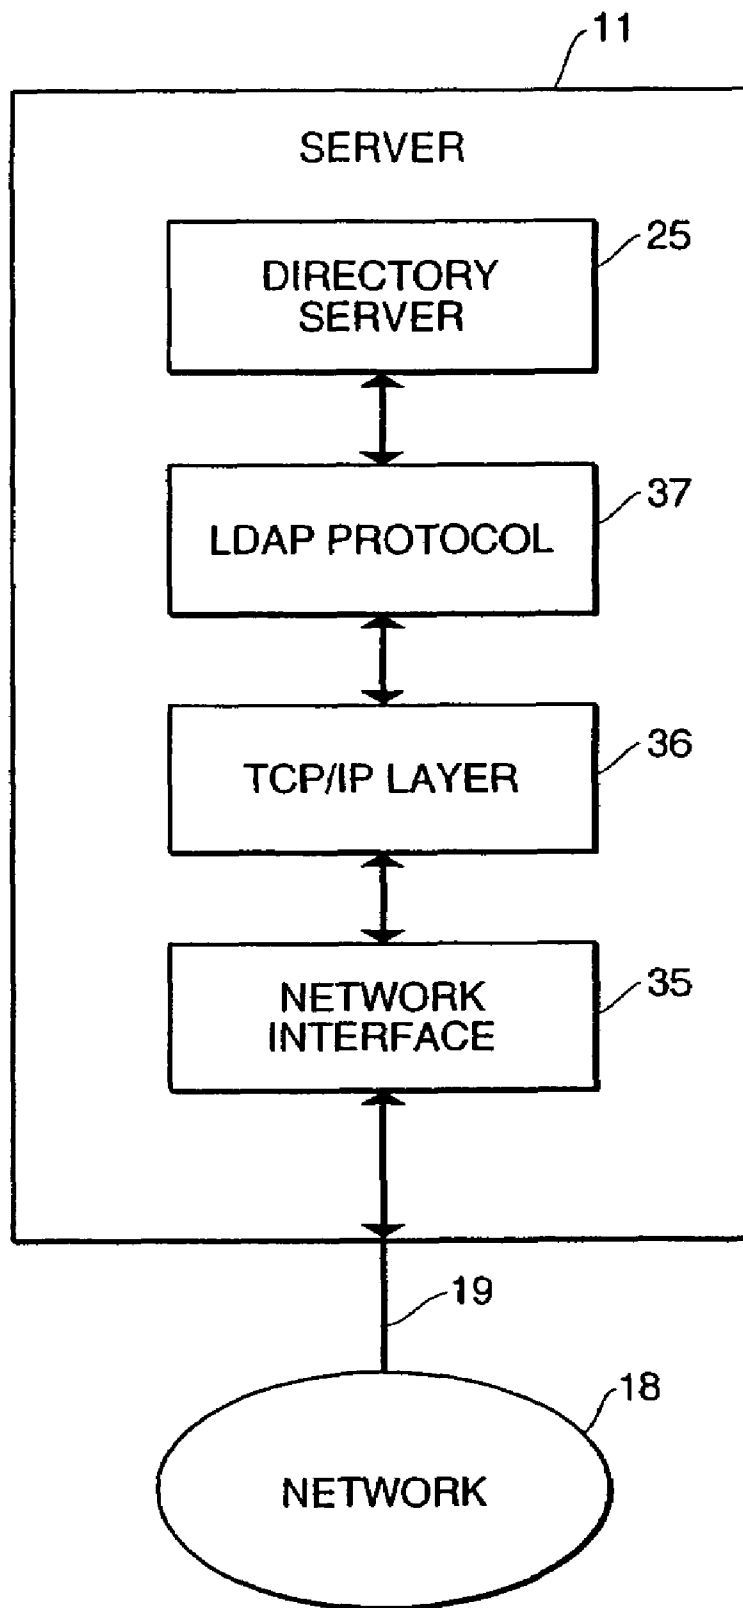 11
SERVER
25
DIRECTORY
SERVER
37
LDAP PROTOCOL
36
TCP/IP LAYER
35
NETWORK
INTERFACE
19
18
NETWORK